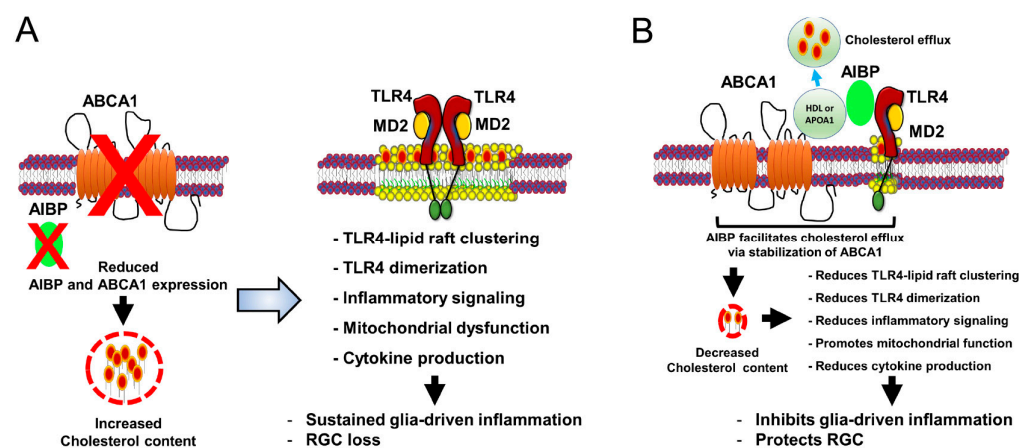 A
ABCA1
AIBP
Reduced
AIBP and ABCA1 expression
Increased
Cholesterol content
TLR4 TLR4
MD2 MD2
- TLR4-lipid raft clustering
- TLR4 dimerization
- Inflammatory signaling
- Mitochondrial dysfunction
- Cytokine production
- Sustained glia-driven inflammation
- RGC loss
B
Cholesterol efflux
ABCA1
AIBP
TLR4
HDL or
APOA1
MD2
AIBP facilitates cholesterol efflux
via stabilization of ABCA1
Decreased
Cholesterol content
- Reduces TLR4-lipid raft clustering
- Reduces TLR4 dimerization
- Reduces inflammatory signaling
- Promotes mitochondrial function
- Reduces cytokine production
- Inhibits glia-driven inflammation
- Protects RGC